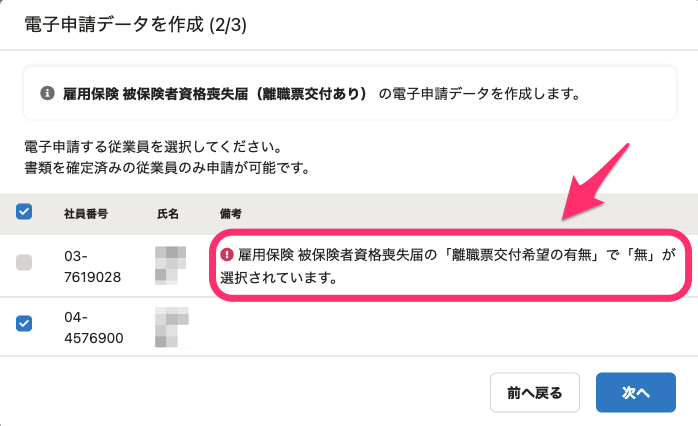 電子申請データを作成 (2/3)
雇用保険 被保険者資格喪失届（離職票交付あり） の電子申請データを作成します。
電子申請する従業員を選択してください。
書類を確定済みの従業員のみ申請が可能です。
社員番号 氏名 備考
03-
7619028
雇用保険 被保険者資格喪失届の「離職票交付希望の有無」で「無」が
選択されています。
04-
4576900
前へ戻る 次へ